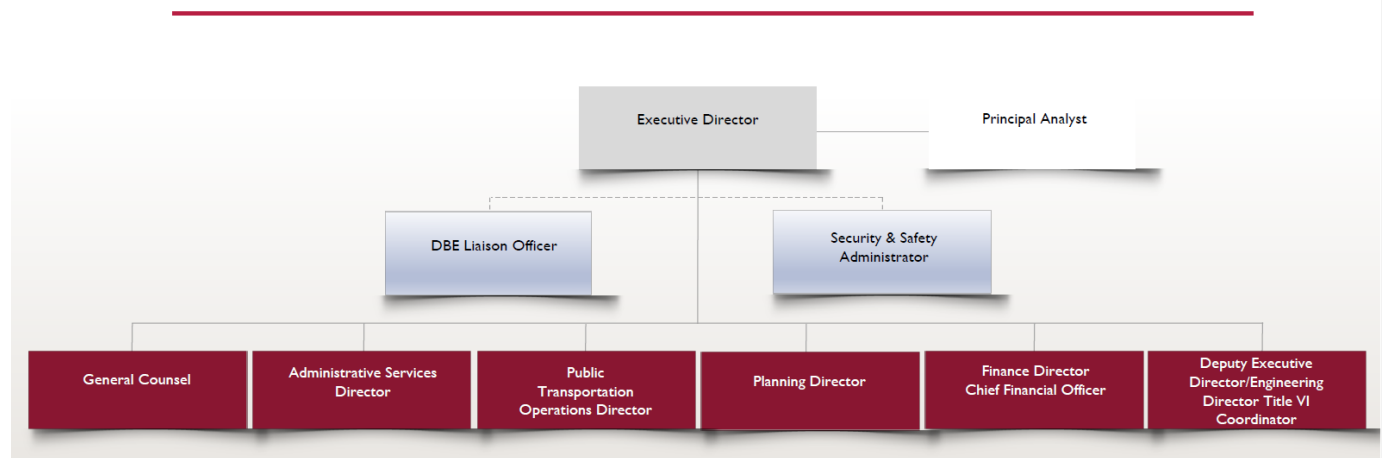 Executive Director
Principal Analyst
DBE Liaison Officer
Security & Safety
Administrator
General Counsel
Administrative Services
Director
Public
Transportation
Operations Director
Planning Director
Finance Director
Chief Financial Officer
Deputy Executive
Director/Engineering
Director Title VI
Coordinator